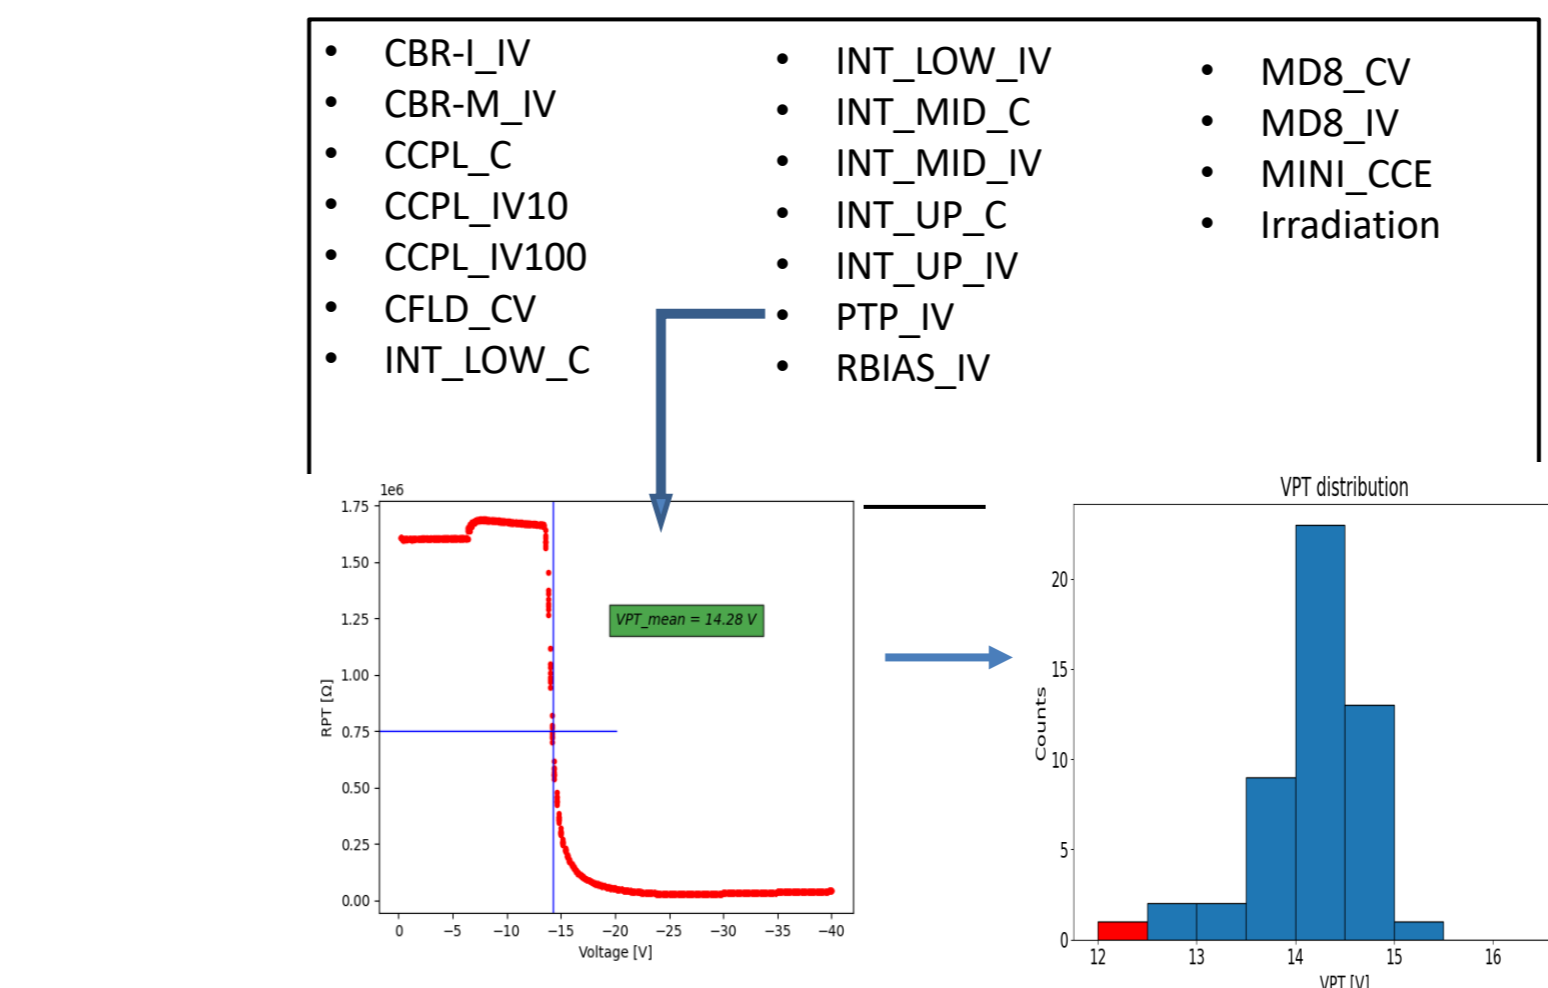 • CBR-I_IV
• CBR-M_IV
• CCPL_C
• CCPL_IV10
• CCPL_IV100
• CFLD_CV
• INT_LOW_C
• INT_LOW_IV
• INT_MID_C
• INT_MID_IV
• INT_UP_C
• INT_UP_IV
• PTP_IV
• RBIAS_IV
• MD8_CV
• MD8_IV
• MINI_CCE
• Irradiation
1e6
1.75
1.50
1.25
1.00
0.75
0.50
0.25
0.00
RPT [Ω]
VPT_mean = 14.28 V
0 −5 −10 −15 −20 −25 −30 −35 −40
Voltage [V]
VPT distribution
20
15
10
5
0
Counts
12 13 14 15 16
VPT [V]